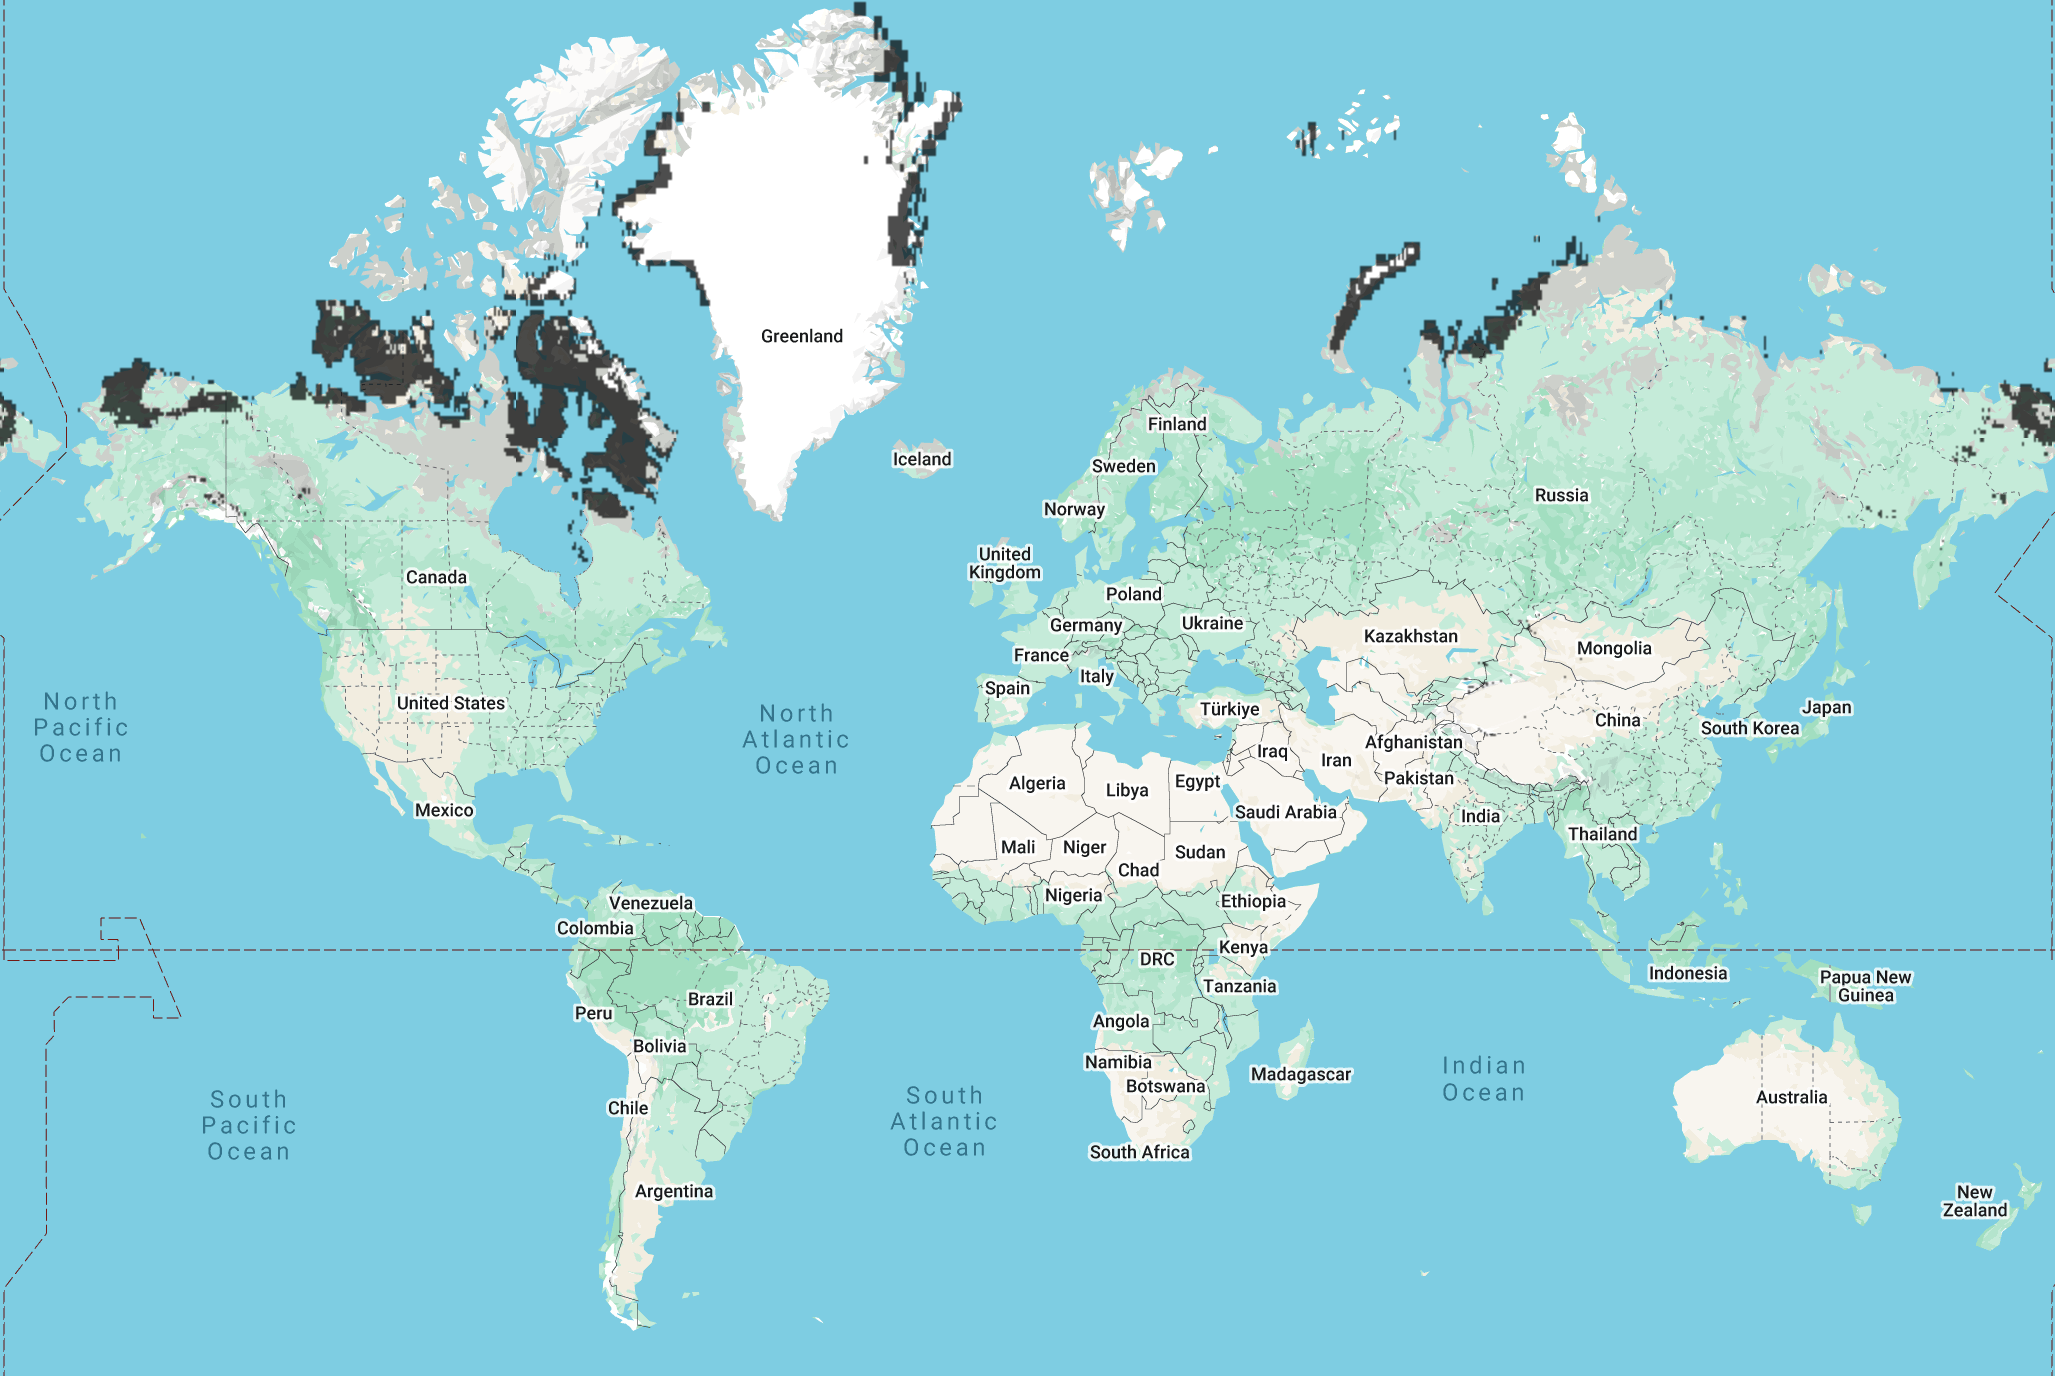 Greenland
Finland
Iceland
Sweden
Russia
Norway
United
Kingdom
Canada
Poland
Germany
Ukraine
Kazakhstan
Mongolia
France
Italy
Spain
United States
Türkiye
China
Japan
South Korea
North
Pacific
Ocean
North
Atlantic
Ocean
Afghanistan
Iraq
Iran
Pakistan
Algeria
Libya
Egypt
Mexico
Saudi Arabia
India
Thailand
Mali
Niger
Sudan
Chad
Nigeria
Ethiopia
Venezuela
Colombia
Kenya
DRC
Indonesia
Papua New
Guinea
Tanzania
Brazil
Peru
Angola
Bolivia
Namibia
Botswana
Madagascar
Indian
Ocean
Australia
Chile
South
Pacific
Ocean
South
Atlantic
Ocean
South Africa
Argentina
New
Zealand